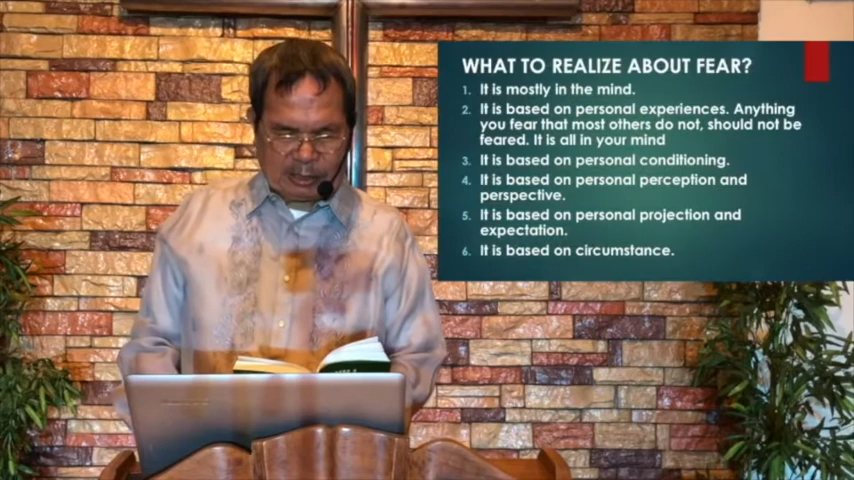 WHAT TO REALIZE ABOUT FEAR?
1. It is mostly in the mind.
2. It is based on personal experiences. Anything
you fear that most others do not, should not be
feared. It is all in your mind
3. It is based on personal conditioning.
4. It is based on personal perception and
perspective.
5. It is based on personal projection and
expectation.
6. It is based on circumstance.